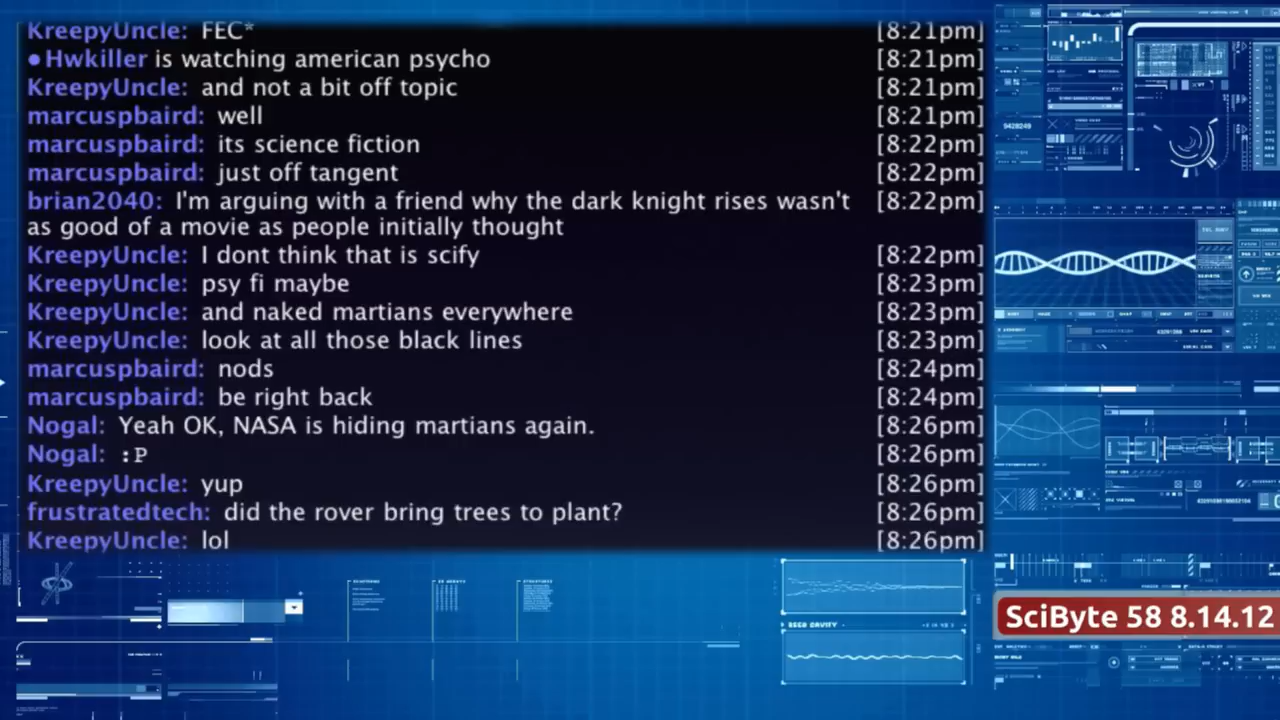 KreepyUncle: FEC* [8:21pm]
•Hwkiller is watching american psycho [8:21pm]
KreepyUncle: and not a bit off topic [8:21pm]
marcuspbaird: well [8:21pm]
marcuspbaird: its science fiction [8:22pm]
marcuspbaird: just off tangent [8:22pm]
brian2040: I'm arguing with a friend why the dark knight rises wasn't [8:22pm]
as good of a movie as people initially thought
KreepyUncle: I dont think that is scify [8:22pm]
KreepyUncle: psy fi maybe [8:23pm]
KreepyUncle: and naked martians everywhere [8:23pm]
KreepyUncle: look at all those black lines [8:23pm]
marcuspbaird: nods [8:24pm]
marcuspbaird: be right back [8:24pm]
Nogal: Yeah OK, NASA is hiding martians again. [8:26pm]
Nogal: :P [8:26pm]
KreepyUncle: yup [8:26pm]
frustratedtech: did the rover bring trees to plant? [8:26pm]
KreepyUncle: lol [8:26pm]
SciByte 58 8.14.12